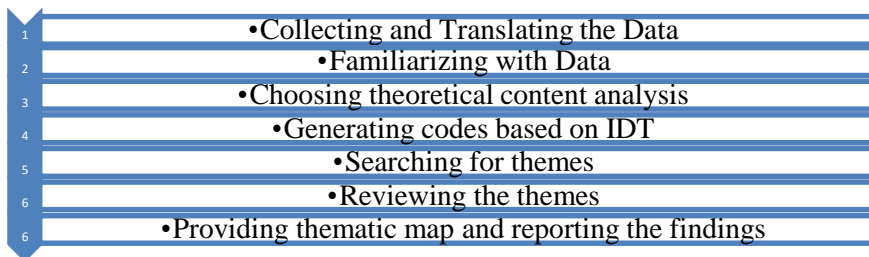 1 •Collecting and Translating the Data
2 •Familiarizing with Data
3 •Choosing theoretical content analysis
4 •Generating codes based on IDT
5 •Searching for themes
6 •Reviewing the themes
6 •Providing thematic map and reporting the findings